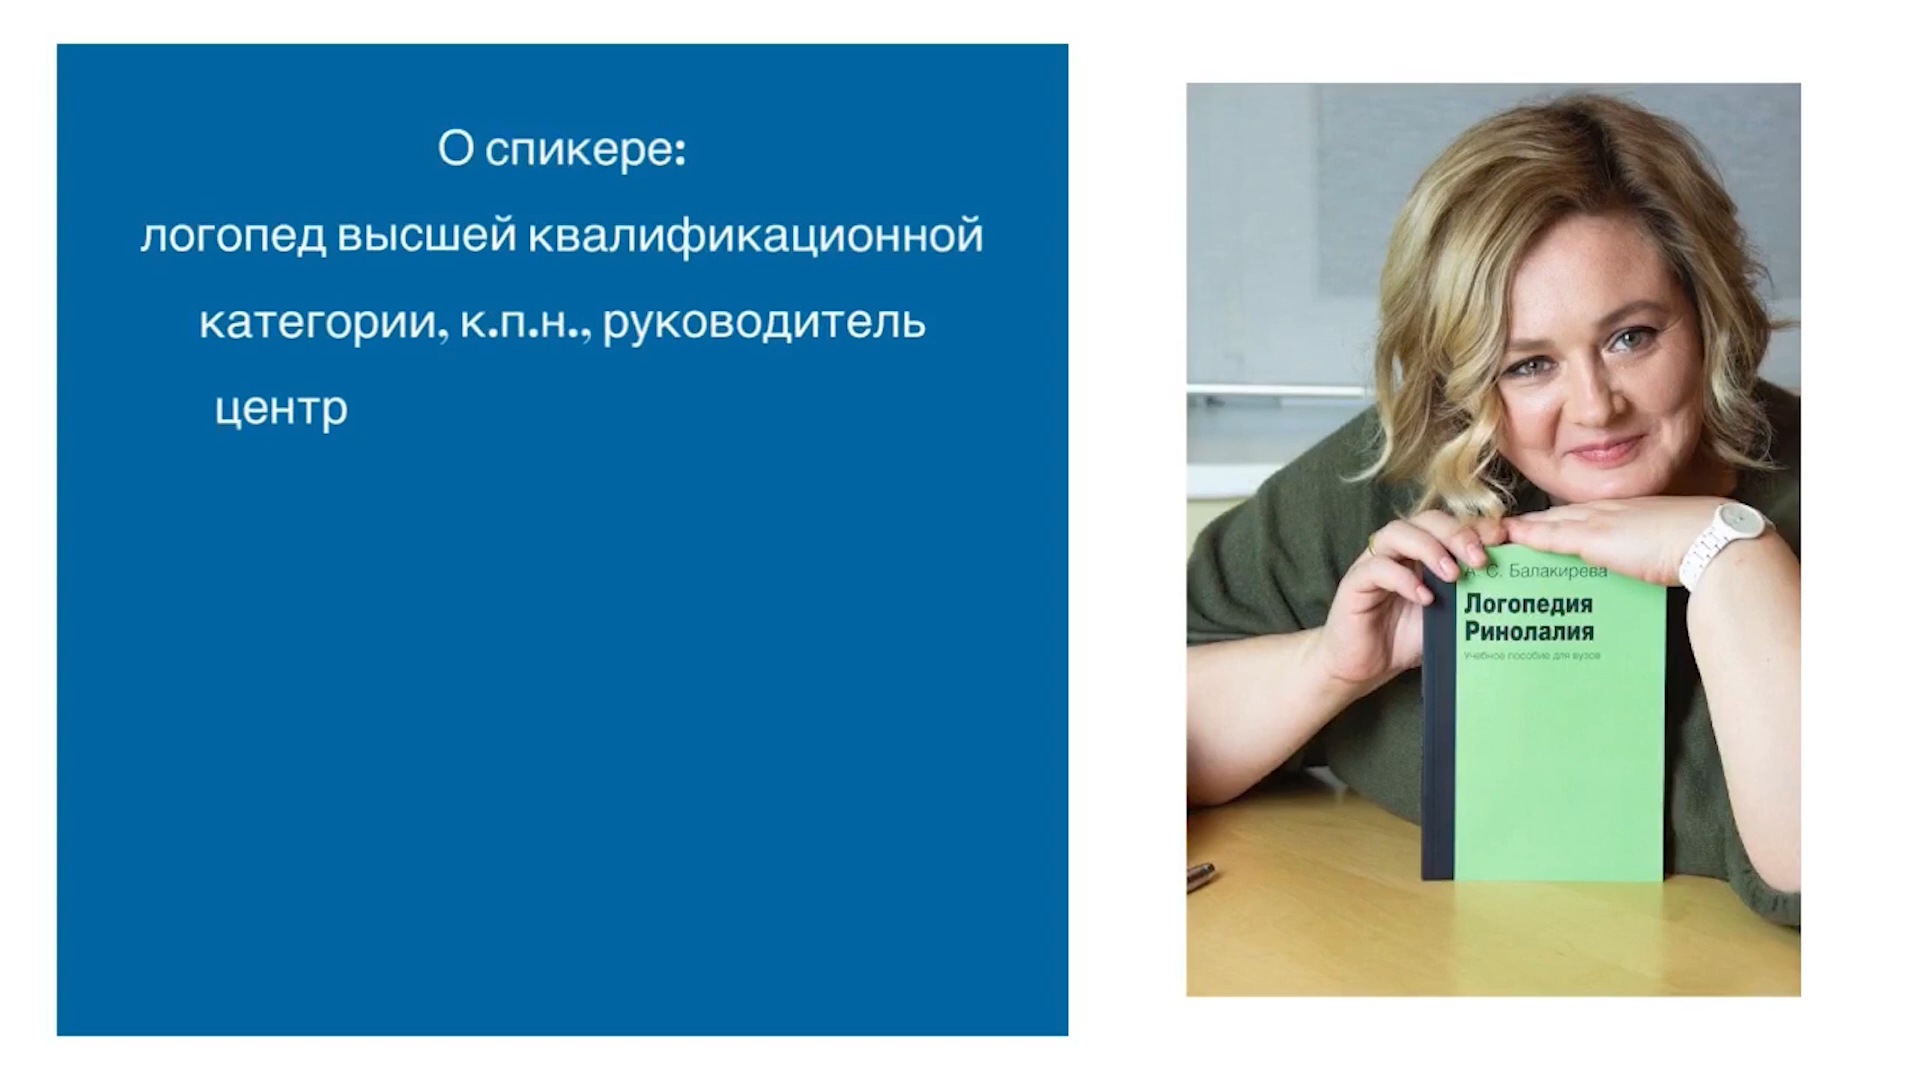 О спикере:
логопед высшей квалификационной
категории, к.п.н., руководитель
центр
А. С. Балакирева
Логопедия
Ринолалия
Учебное пособие для вузов